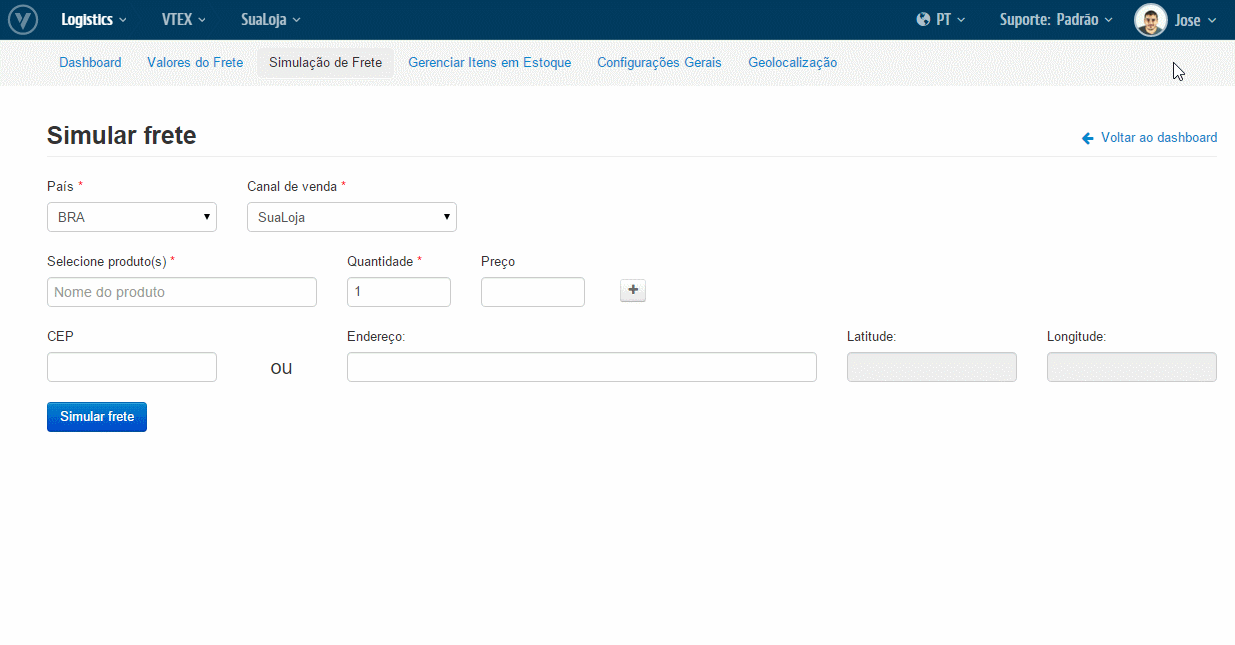 V Logistics VTEX SuaLoja PT Suporte: Padrão Jose
Dashboard Valores do Frete Simulação de Frete Gerenciar Itens em Estoque Configurações Gerais Geolocalização
Simular frete
Voltar ao dashboard
País * Canal de venda *
BRA SuaLoja
Selecione produto(s) * Quantidade * Preço
Nome do produto 1 +
CEP Endereço: Latitude: Longitude:
ou
Simular frete